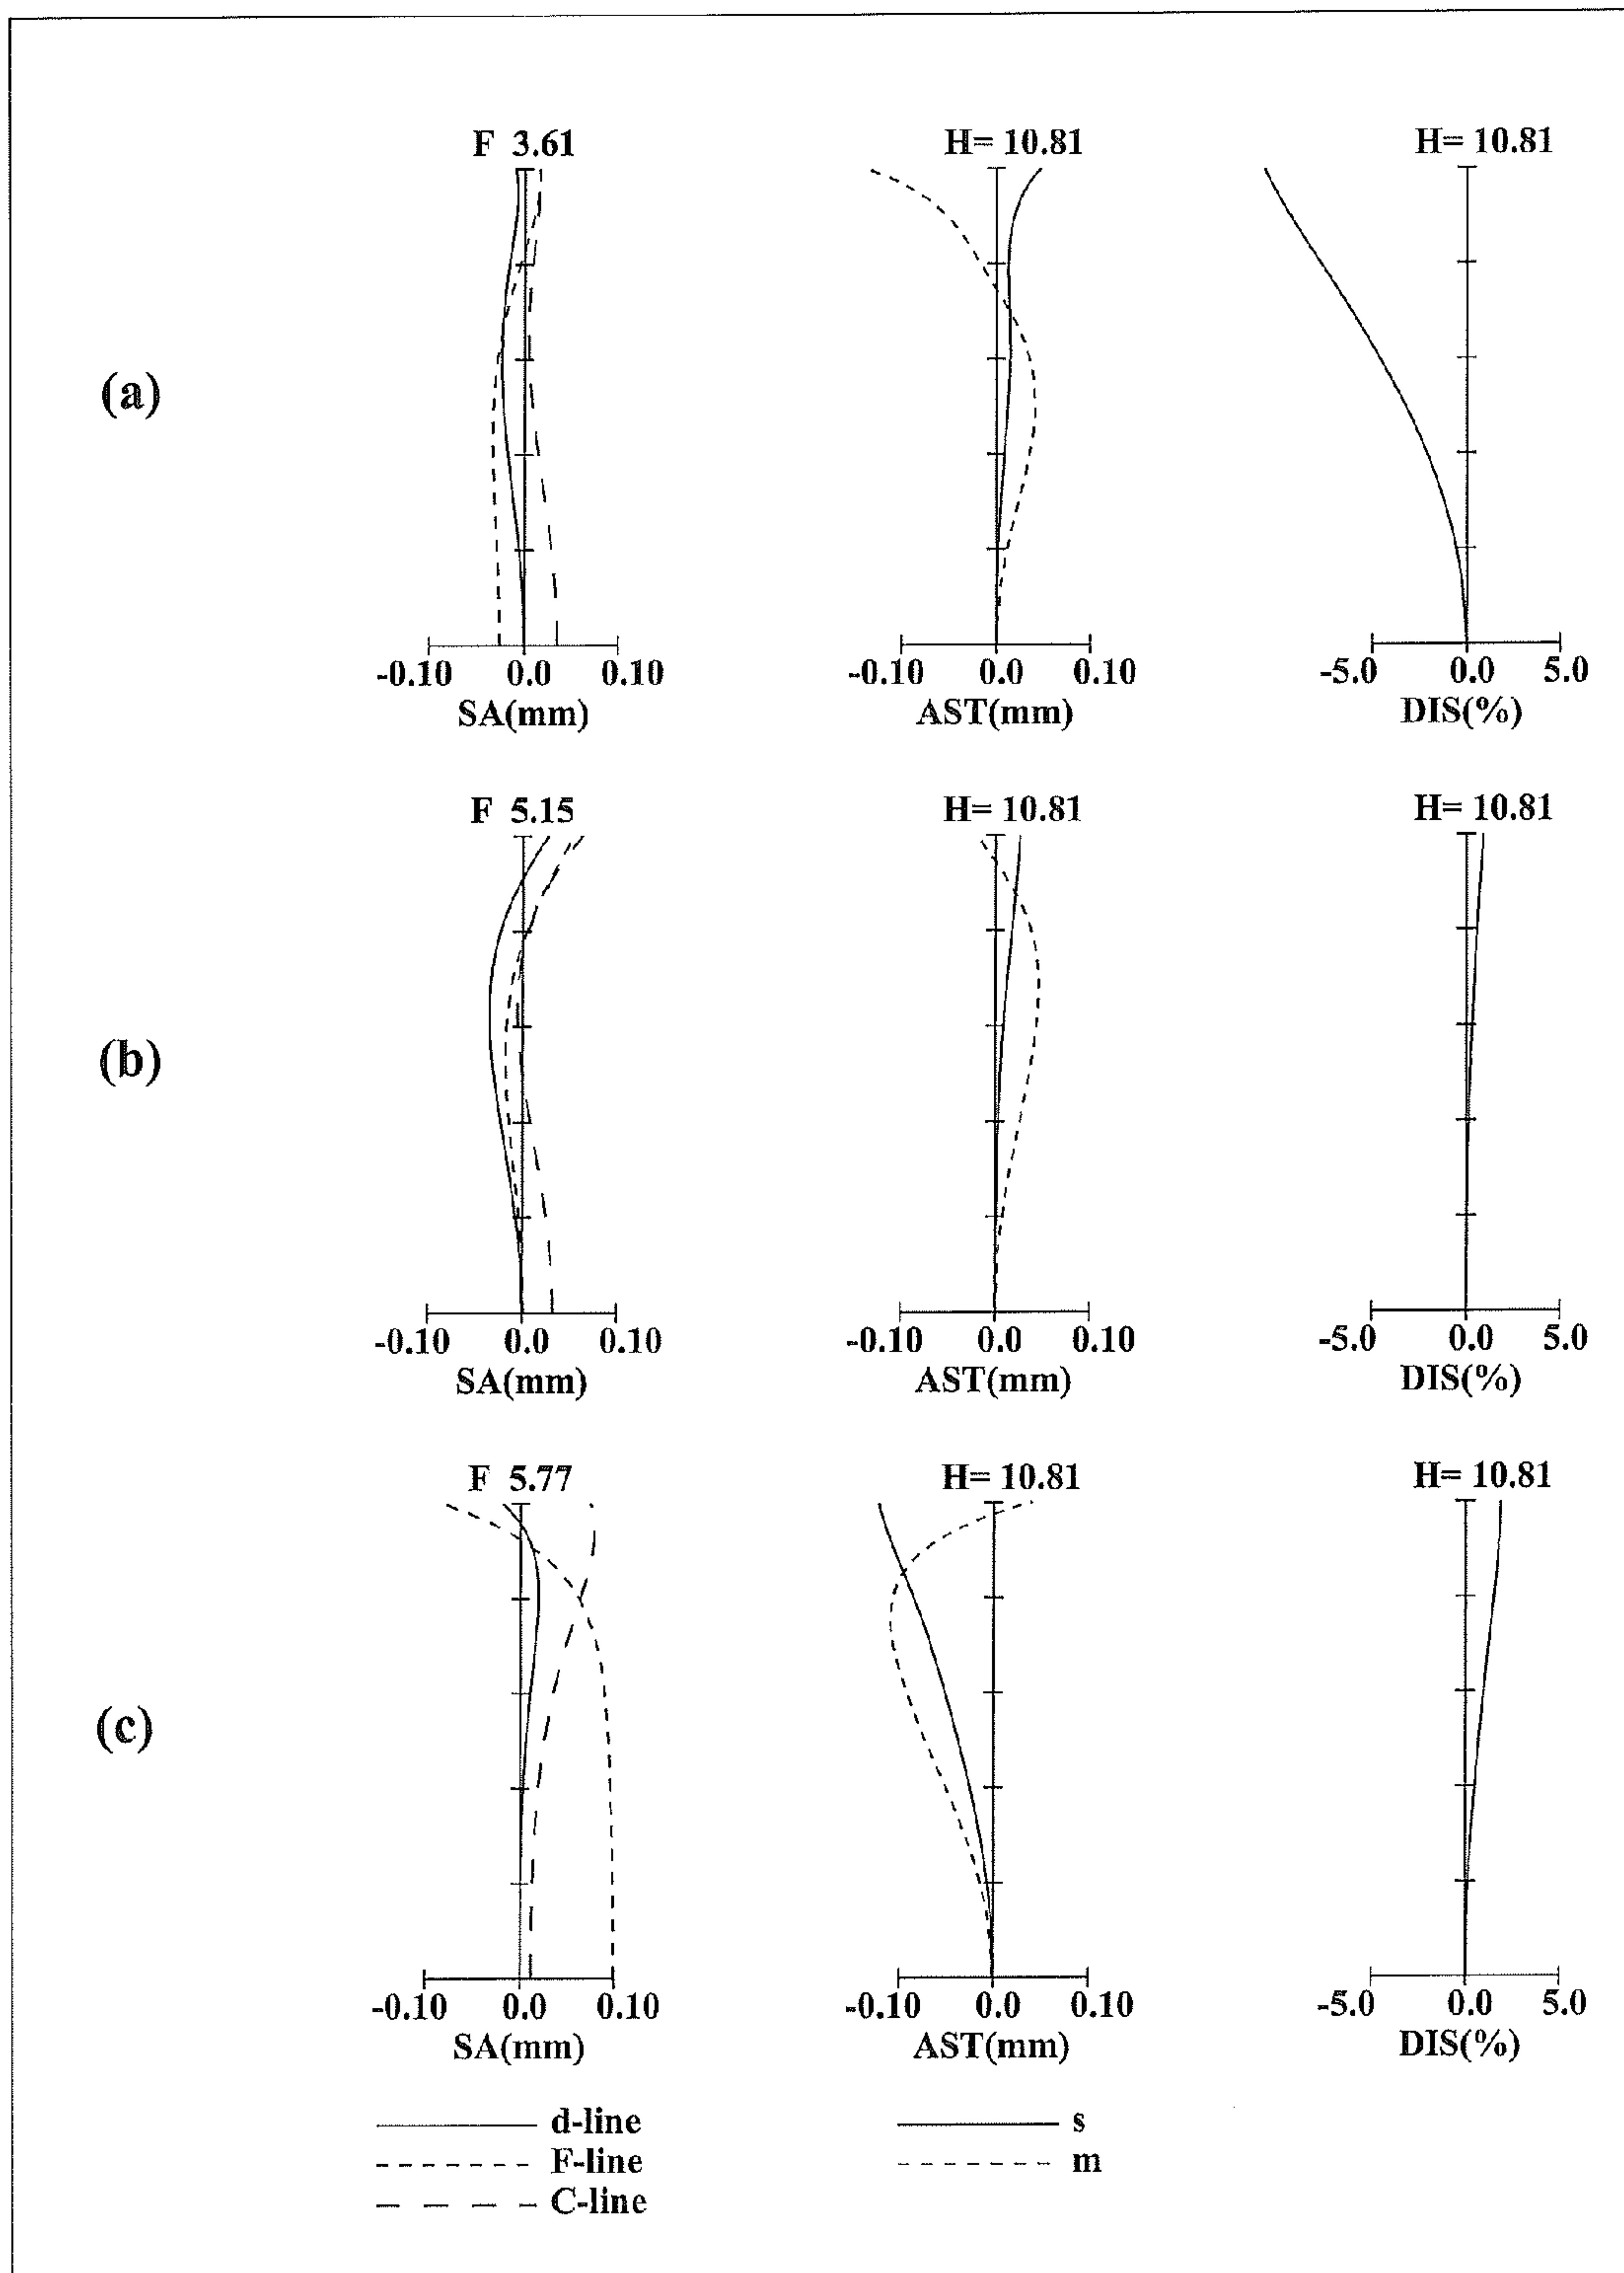 F 3.61 H= 10.81 H= 10.81
(a)
-0.10 0.0 0.10 -0.10 0.0 0.10 -5.0 0.0 5.0
SA(mm) AST(mm) DIS(%)
F 5.15 H= 10.81 H= 10.81
(b)
-0.10 0.0 0.10 -0.10 0.0 0.10 -5.0 0.0 5.0
SA(mm) AST(mm) DIS(%)
F 5.77 H= 10.81 H= 10.81
(c)
-0.10 0.0 0.10 -0.10 0.0 0.10 -5.0 0.0 5.0
SA(mm) AST(mm) DIS(%)
d-line s
F-line m
C-line